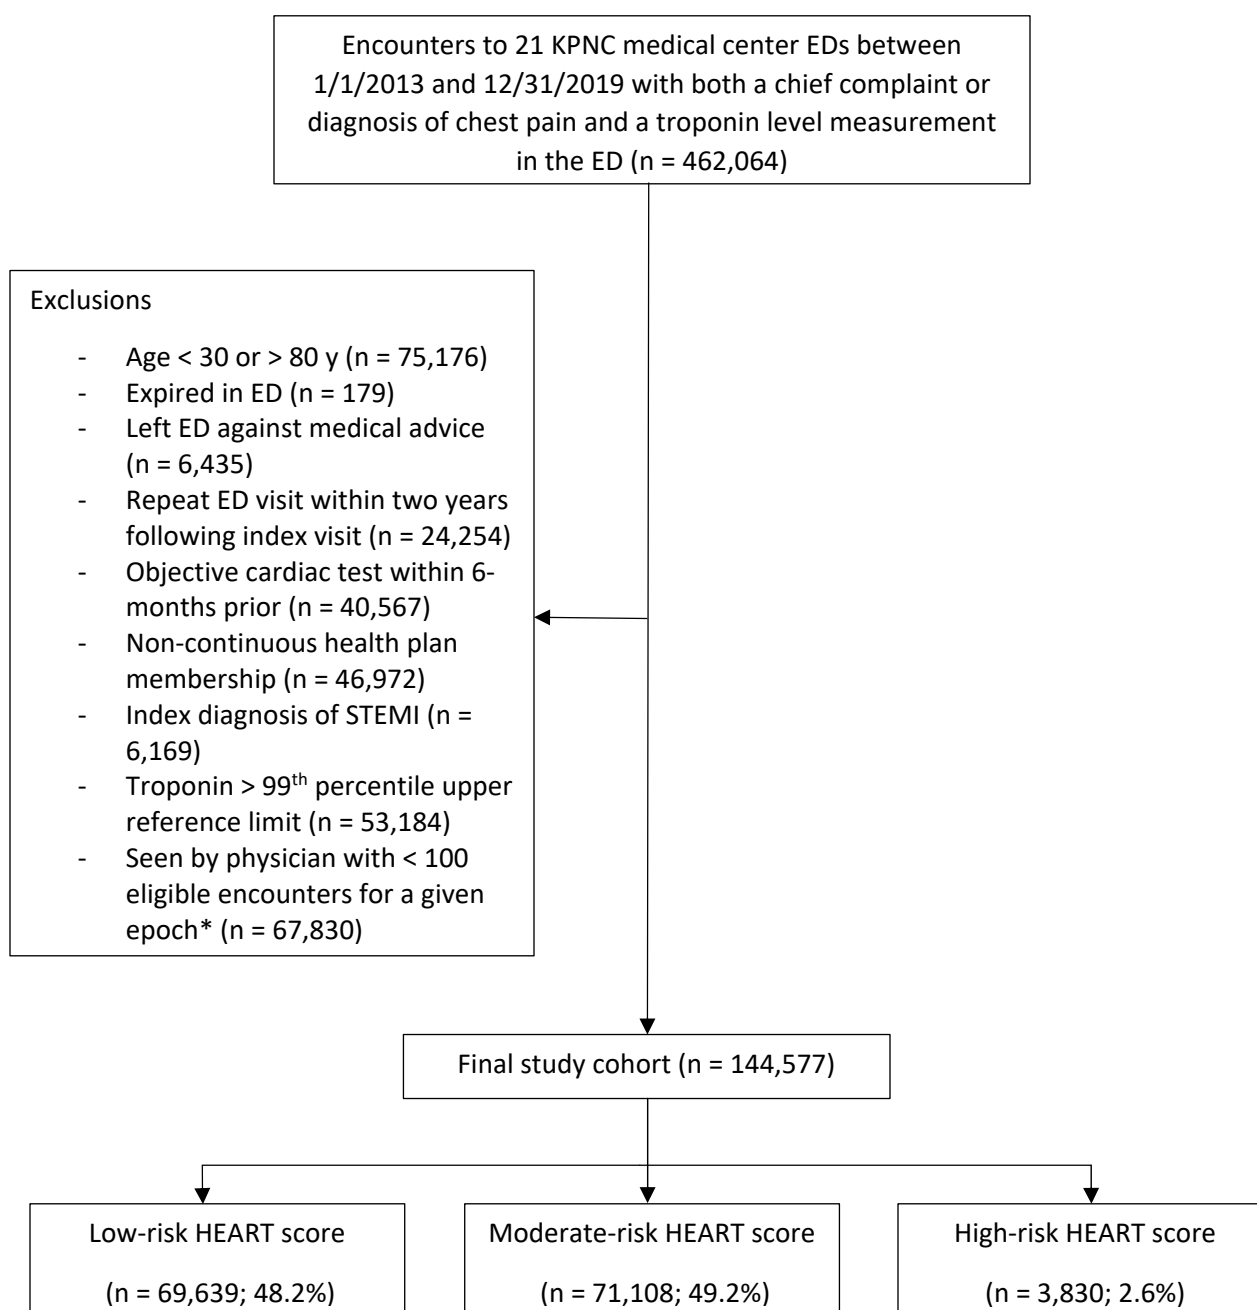 Encounters to 21 KPNC medical center EDs between
1/1/2013 and 12/31/2019 with both a chief complaint or
diagnosis of chest pain and a troponin level measurement
in the ED (n = 462,064)
Exclusions
- Age < 30 or > 80 y (n = 75,176)
- Expired in ED (n = 179)
- Left ED against medical advice
(n = 6,435)
- Repeat ED visit within two years
following index visit (n = 24,254)
- Objective cardiac test within 6-
months prior (n = 40,567)
- Non-continuous health plan
membership (n = 46,972)
- Index diagnosis of STEMI (n =
6,169)
- Troponin > 99th percentile upper
reference limit (n = 53,184)
- Seen by physician with < 100
eligible encounters for a given
epoch* (n = 67,830)
Final study cohort (n = 144,577)
Low-risk HEART score
(n = 69,639; 48.2%)
Moderate-risk HEART score
(n = 71,108; 49.2%)
High-risk HEART score
(n = 3,830; 2.6%)